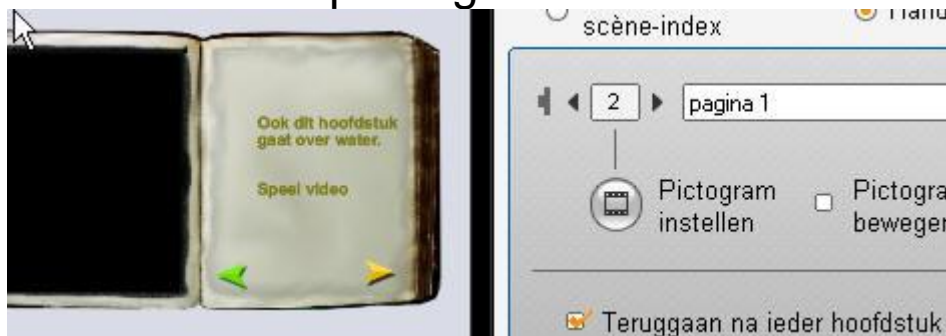 scène-index
Ook dit hoofdstuk
gaat over water.
Speel video
2
pagina 1
Pictogram
instellen
Teruggaan na ieder hoofdstuk